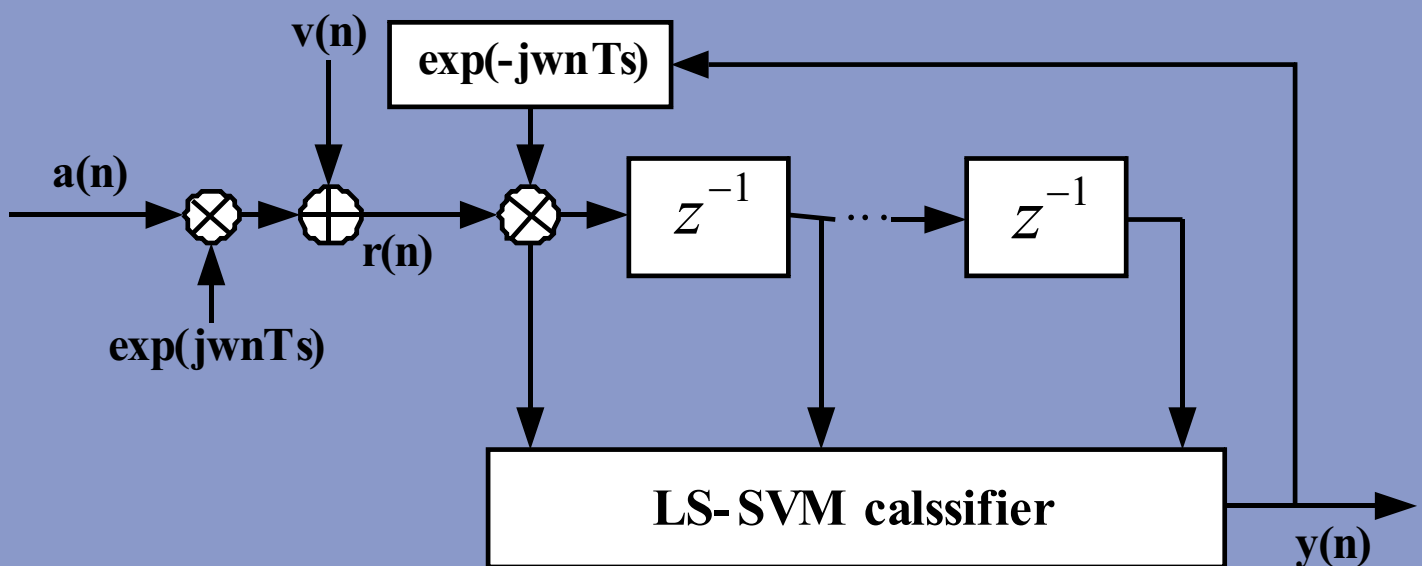 v(n)
exp(-jwnTs)
a(n)
z⁻¹
...
z⁻¹
r(n)
exp(jwnTs)
LS-SVM calssifier
y(n)